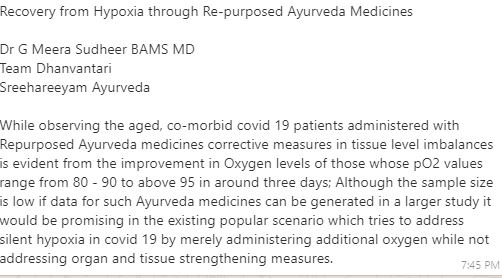 Recovery from Hypoxia through Re-purposed Ayurveda Medicines
Dr G Meera Sudheer BAMS MD
Team Dhanvantari
Sreehareeyam Ayurveda
While observing the aged, co-morbid covid 19 patients administered with
Repurposed Ayurveda medicines corrective measures in tissue level imbalances
is evident from the improvement in Oxygen levels of those whose pO2 values
range from 80 - 90 to above 95 in around three days; Although the sample size
is low if data for such Ayurveda medicines can be generated in a larger study it
would be promising in the existing popular scenario which tries to address
silent hypoxia in covid 19 by merely administering additional oxygen while not
addressing organ and tissue strengthening measures.
7:45 PM